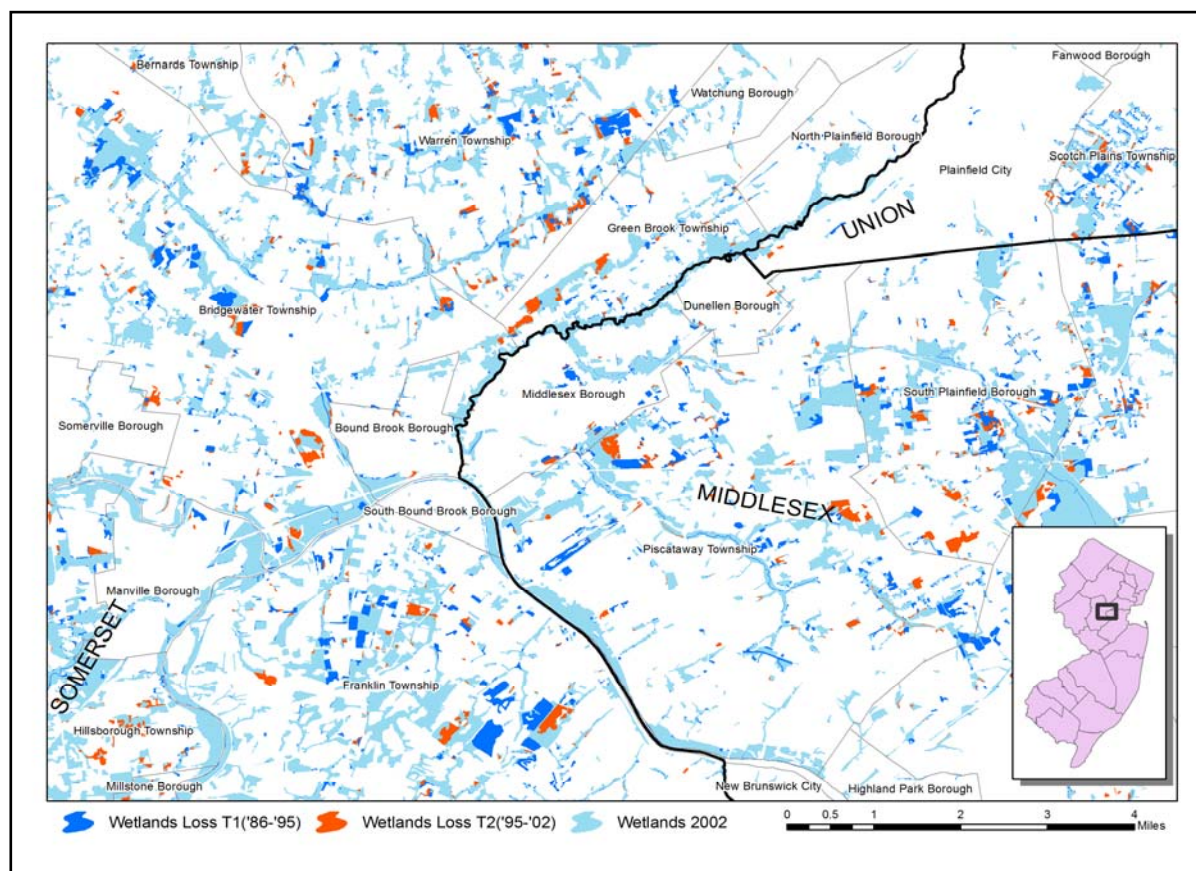 Bernards Township
Fanwood Borough
Watchung Borough
Warren Township
North Plainfield Borough
Scotch Plains Township
Plainfield City
UNION
Green Brook Township
Dunellen Borough
Bridgewater Township
Middlesex Borough
South Plainfield Borough
Somerville Borough
Bound Brook Borough
MIDDLESEX
South Bound Brook Borough
Piscataway Township
Manville Borough
SOMERSET
Franklin Township
Hillsborough Township
Millstone Borough
New Brunswick City
Highland Park Borough
Wetlands Loss T1('86-'95)
Wetlands Loss T2('95-'02)
Wetlands 2002
0 0.5 1 2 3 4
Miles